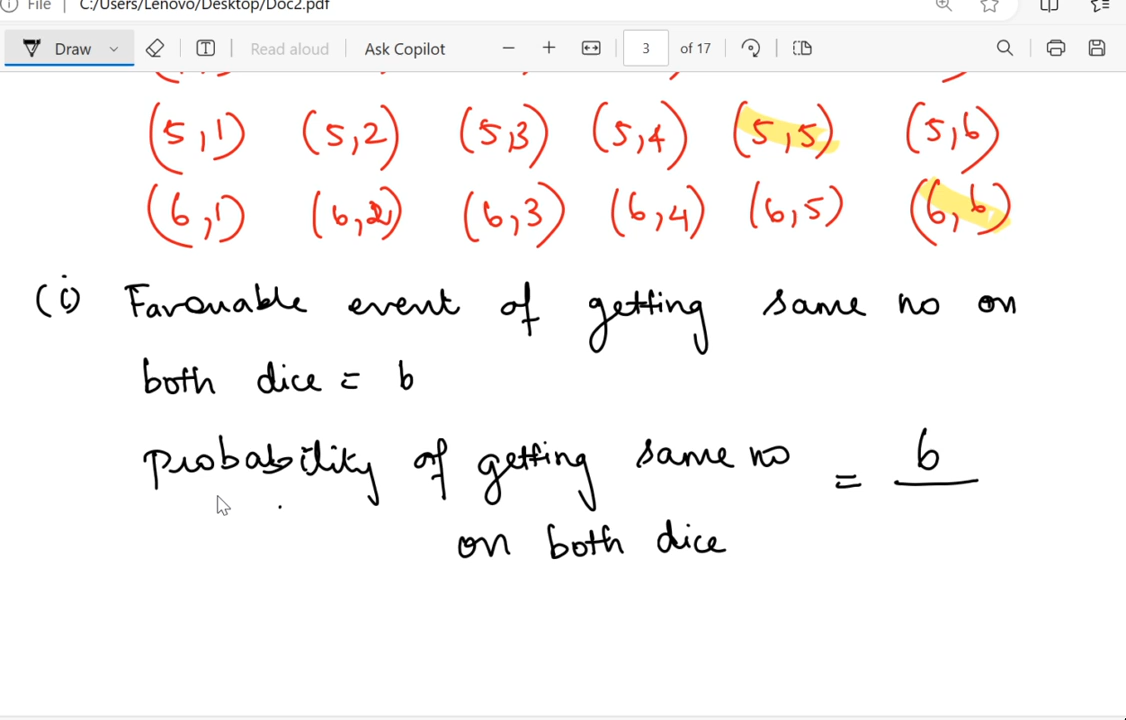 File | C:/Users/Lenovo/Desktop/Doc2.pdf
Draw Read aloud Ask Copilot 3 of 17
(5,1) (5,2) (5,3) (5,4) (5,5) (5,6)
(6,1) (6,2) (6,3) (6,4) (6,5) (6,6)
(i) Favouable event of getting same no on
both dice = 6
probability of getting same no = 6
on both dice